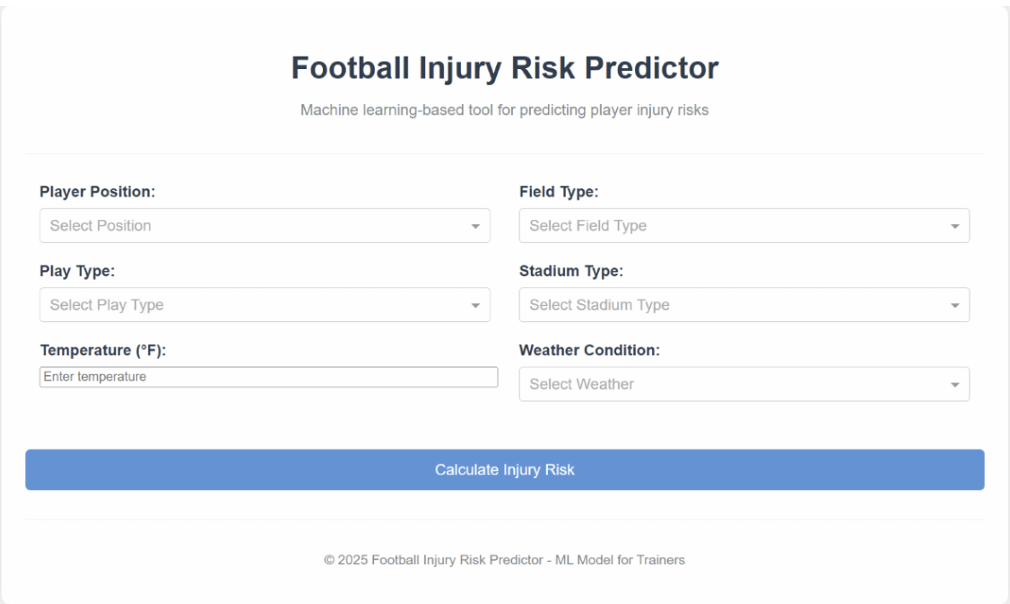 Football Injury Risk Predictor
Machine learning-based tool for predicting player injury risks
Player Position:
Select Position
Field Type:
Select Field Type
Play Type:
Select Play Type
Stadium Type:
Select Stadium Type
Temperature (°F):
Enter temperature
Weather Condition:
Select Weather
Calculate Injury Risk
© 2025 Football Injury Risk Predictor - ML Model for Trainers